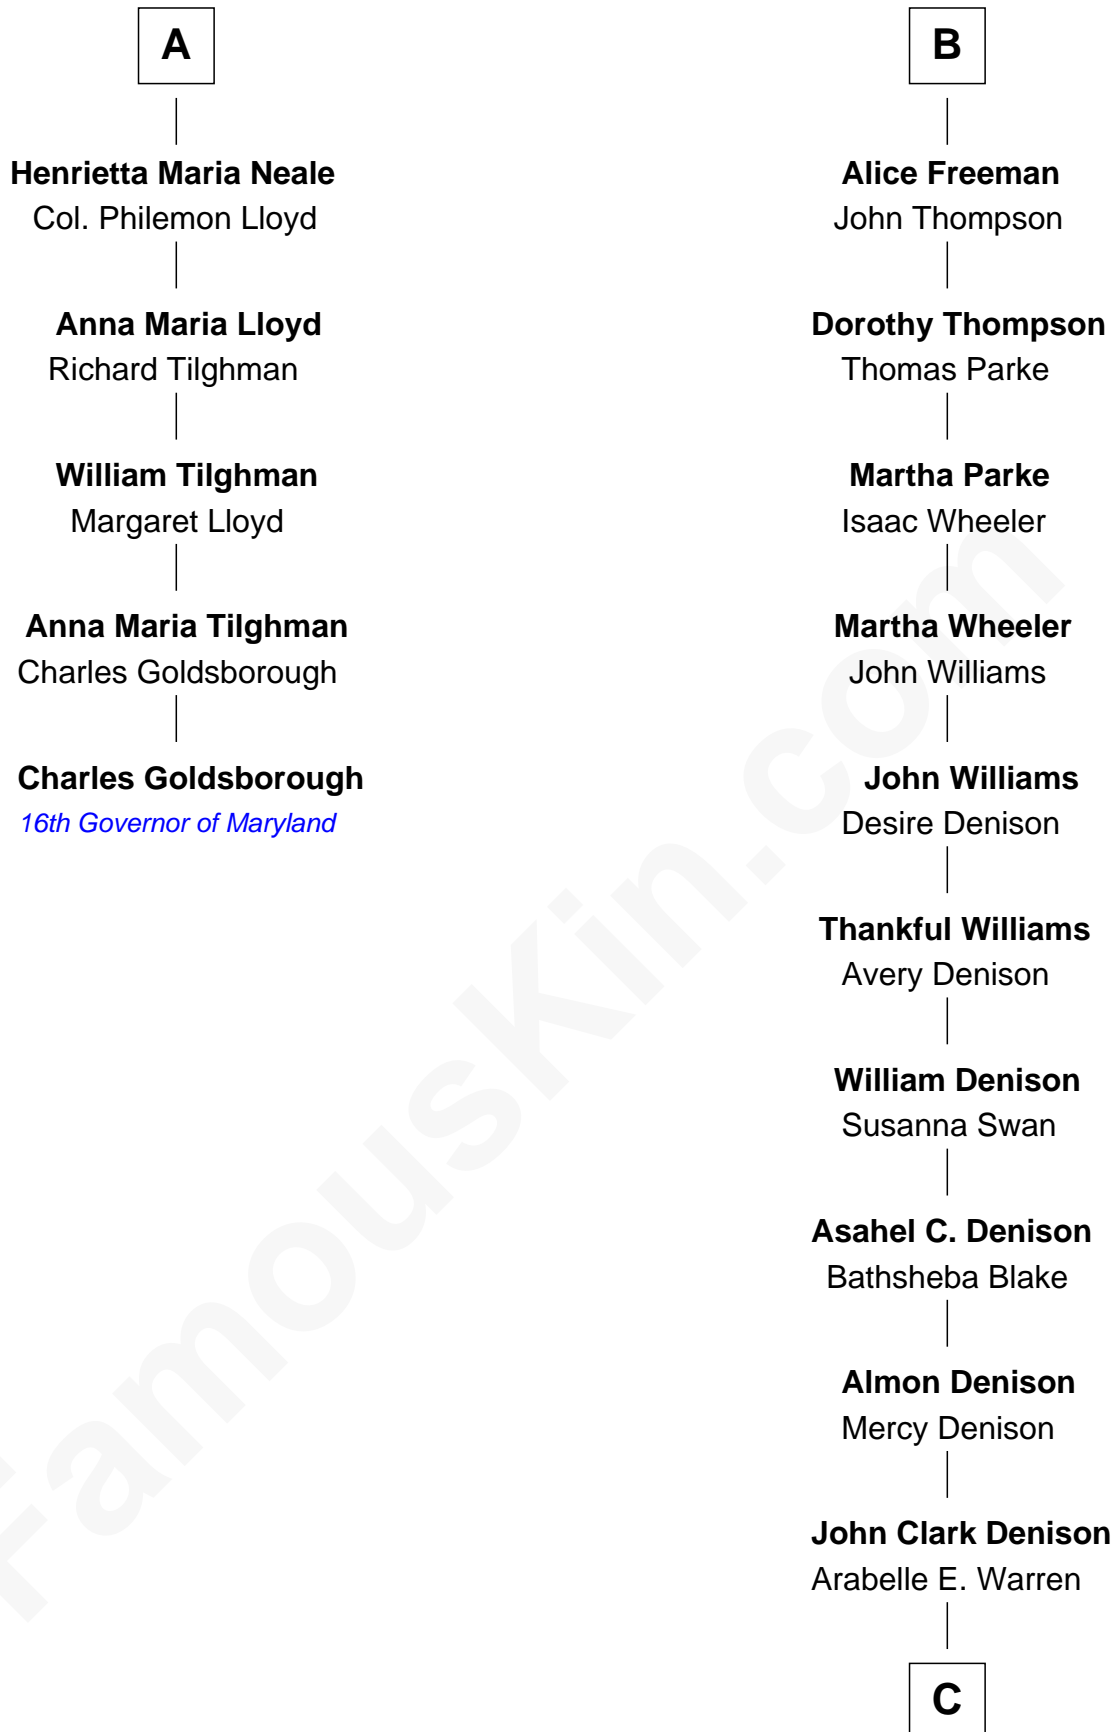 A
Henrietta Maria Neale
Col. Philemon Lloyd
Anna Maria Lloyd
Richard Tilghman
William Tilghman
Margaret Lloyd
Anna Maria Tilghman
Charles Goldsborough
Charles Goldsborough
16th Governor of Maryland
B
Alice Freeman
John Thompson
Dorothy Thompson
Thomas Parke
Martha Parke
Isaac Wheeler
Martha Wheeler
John Williams
John Williams
Desire Denison
Thankful Williams
Avery Denison
William Denison
Susanna Swan
Asahel C. Denison
Bathsheba Blake
Almon Denison
Mercy Denison
John Clark Denison
Arabelle E. Warren
C
FamousKin.com